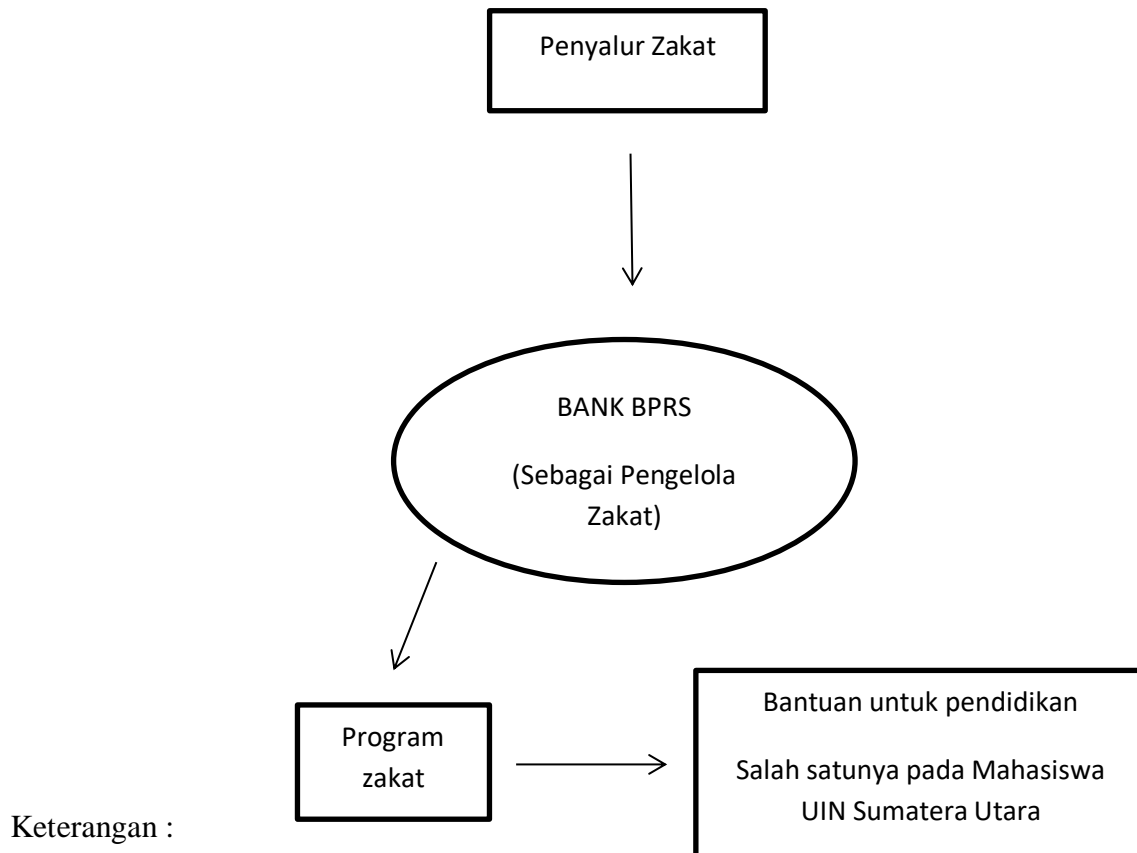 Penyalur Zakat
BANK BPRS
(Sebagai Pengelola
Zakat)
Program
zakat
Bantuan untuk pendidikan
Salah satunya pada Mahasiswa
UIN Sumatera Utara
Keterangan :